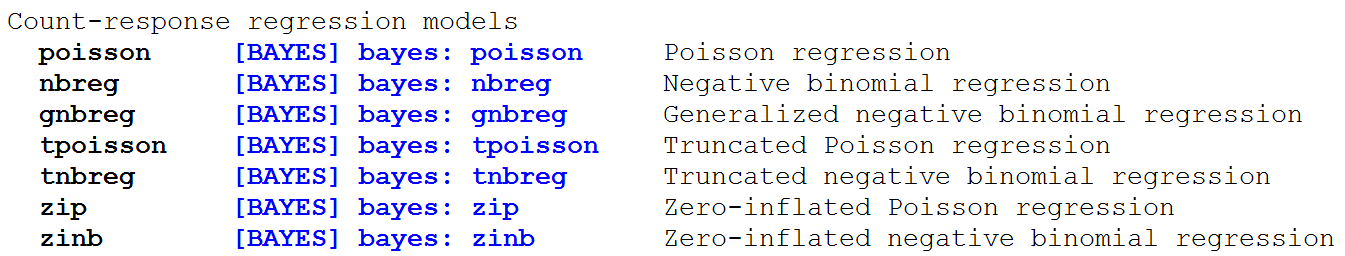 Count-response regression models
poisson [BAYES] bayes: poisson Poisson regression
nbreg [BAYES] bayes: nbreg Negative binomial regression
gnbreg [BAYES] bayes: gnbreg Generalized negative binomial regression
tpoisson [BAYES] bayes: tpoisson Truncated Poisson regression
tnbreg [BAYES] bayes: tnbreg Truncated negative binomial regression
zip [BAYES] bayes: zip Zero-inflated Poisson regression
zinb [BAYES] bayes: zinb Zero-inflated negative binomial regression